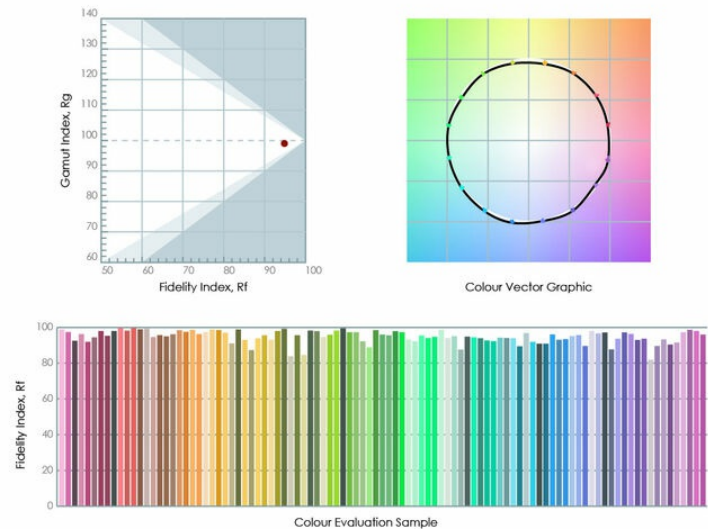 140
130
120
110
100
90
80
70
60
Gamut Index, Rg
50 60 70 80 90 100
Fidelity Index, Rf
Colour Vector Graphic
100
80
60
40
20
0
Fidelity Index, Rf
Colour Evaluation Sample